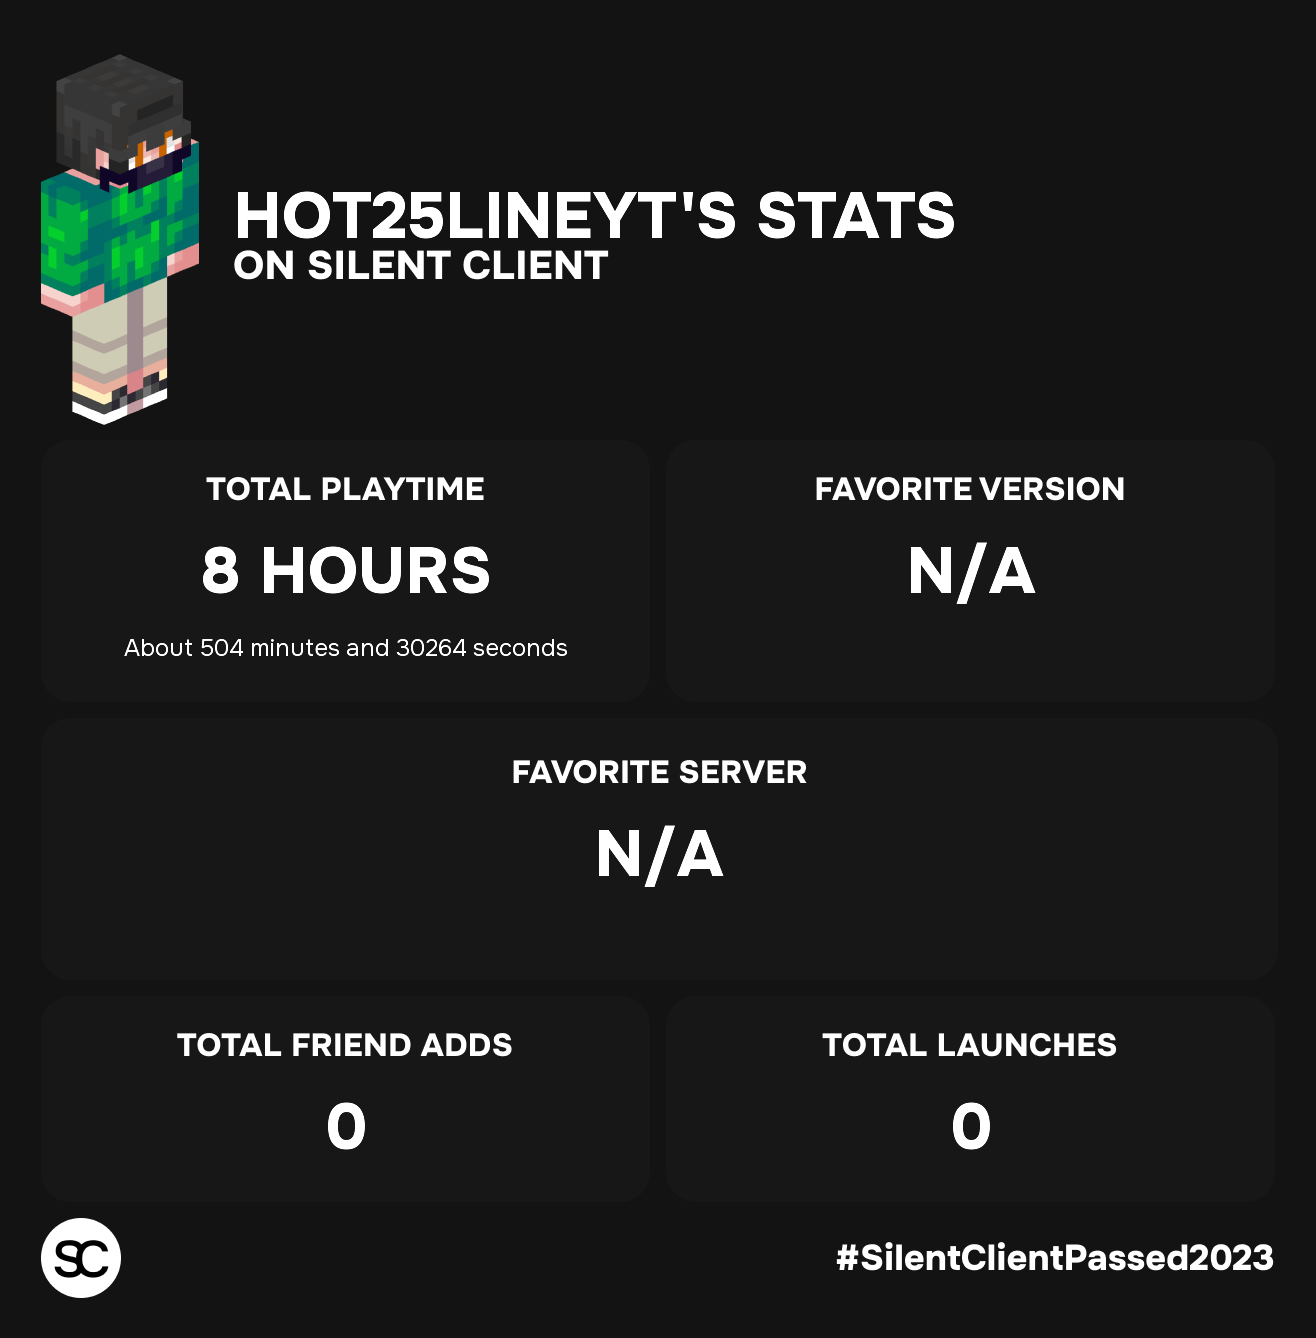 HOT25LINEYT'S STATS
ON SILENT CLIENT
TOTAL PLAYTIME
8 HOURS
About 504 minutes and 30264 seconds
FAVORITE VERSION
N/A
FAVORITE SERVER
N/A
TOTAL FRIEND ADDS
0
TOTAL LAUNCHES
0
SC
#SilentClientPassed2023